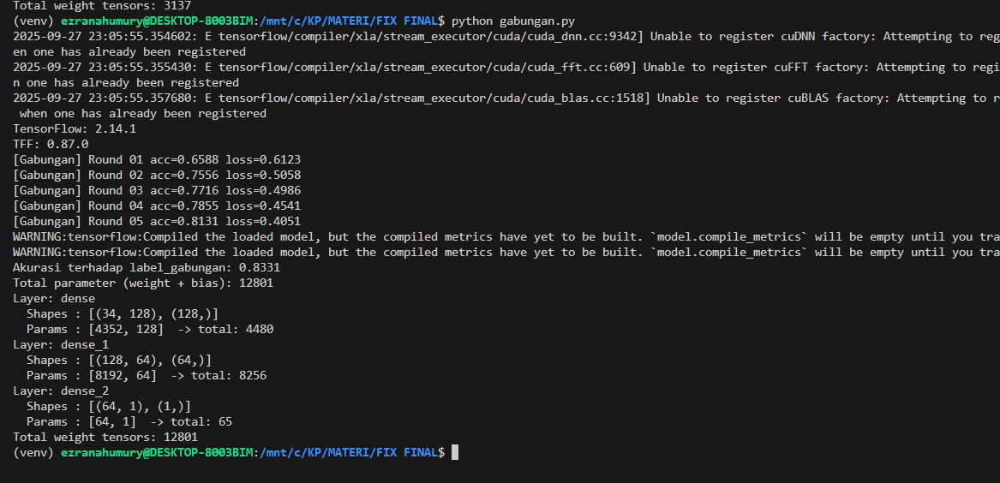 Total weight tensors: 3137
(venv) ezranahumury@DESKTOP-8003BIM:/mnt/c/KP/MATERI/FIX FINAL$ python gabungan.py
2025-09-27 23:05:55.354602: E tensorflow/compiler/xla/stream_executor/cuda/cuda_dnn.cc:9342] Unable to register cuDNN factory: Attempting to reg
en one has already been registered
2025-09-27 23:05:55.355430: E tensorflow/compiler/xla/stream_executor/cuda/cuda_fft.cc:609] Unable to register cuFFT factory: Attempting to regi
n one has already been registered
2025-09-27 23:05:55.357680: E tensorflow/compiler/xla/stream_executor/cuda/cuda_blas.cc:1518] Unable to register cuBLAS factory: Attempting to r
 when one has already been registered
TensorFlow: 2.14.1
TFF: 0.87.0
[Gabungan] Round 01 acc=0.6588 loss=0.6123
[Gabungan] Round 02 acc=0.7556 loss=0.5058
[Gabungan] Round 03 acc=0.7716 loss=0.4986
[Gabungan] Round 04 acc=0.7855 loss=0.4541
[Gabungan] Round 05 acc=0.8131 loss=0.4051
WARNING:tensorflow:Compiled the loaded model, but the compiled metrics have yet to be built. `model.compile_metrics` will be empty until you tra
WARNING:tensorflow:Compiled the loaded model, but the compiled metrics have yet to be built. `model.compile_metrics` will be empty until you tra
Akurasi terhadap label_gabungan: 0.8331
Total parameter (weight + bias): 12801
Layer: dense
  Shapes : [(34, 128), (128,)]
  Params : [4352, 128]  -> total: 4480
Layer: dense_1
  Shapes : [(128, 64), (64,)]
  Params : [8192, 64]  -> total: 8256
Layer: dense_2
  Shapes : [(64, 1), (1,)]
  Params : [64, 1]  -> total: 65
Total weight tensors: 12801
(venv) ezranahumury@DESKTOP-8003BIM:/mnt/c/KP/MATERI/FIX FINAL$